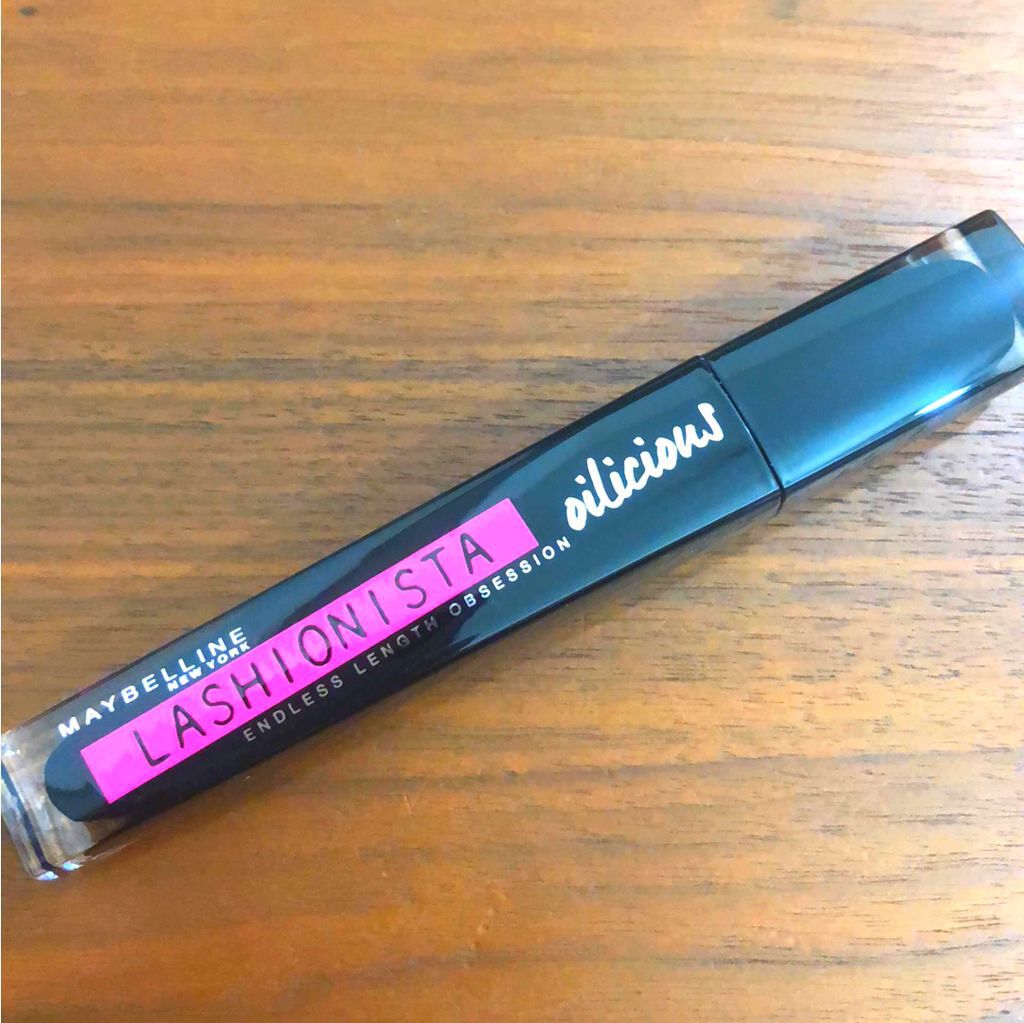 MAYBELLINE
NEW YORK
LASHIONISTA
ENDLESS LENGTH OBSESSION
oilicious